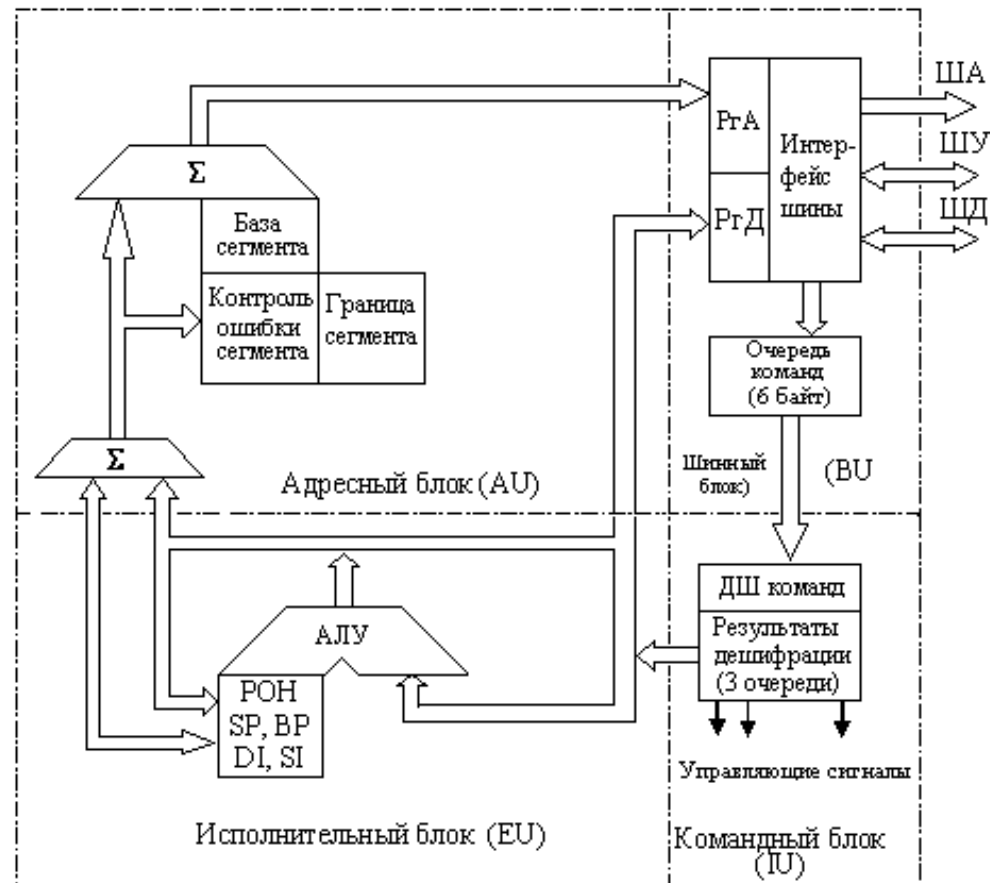 ША
РгА
Интер-
фейс
шины
ШУ
Σ
РгД
ШД
База
сегмента
Контроль
ошибки
сегмента
Граница
сегмента
Очередь
команд
(6 байт)
Σ
Адресный блок (AU)
Шинный
блок)
(BU
ДШ команд
Результаты
дешифрации
(3 очереди)
АЛУ
РОН
SP, BP
DI, SI
Управляющие сигналы
Исполнительный блок (EU)
Командный блок
(IU)